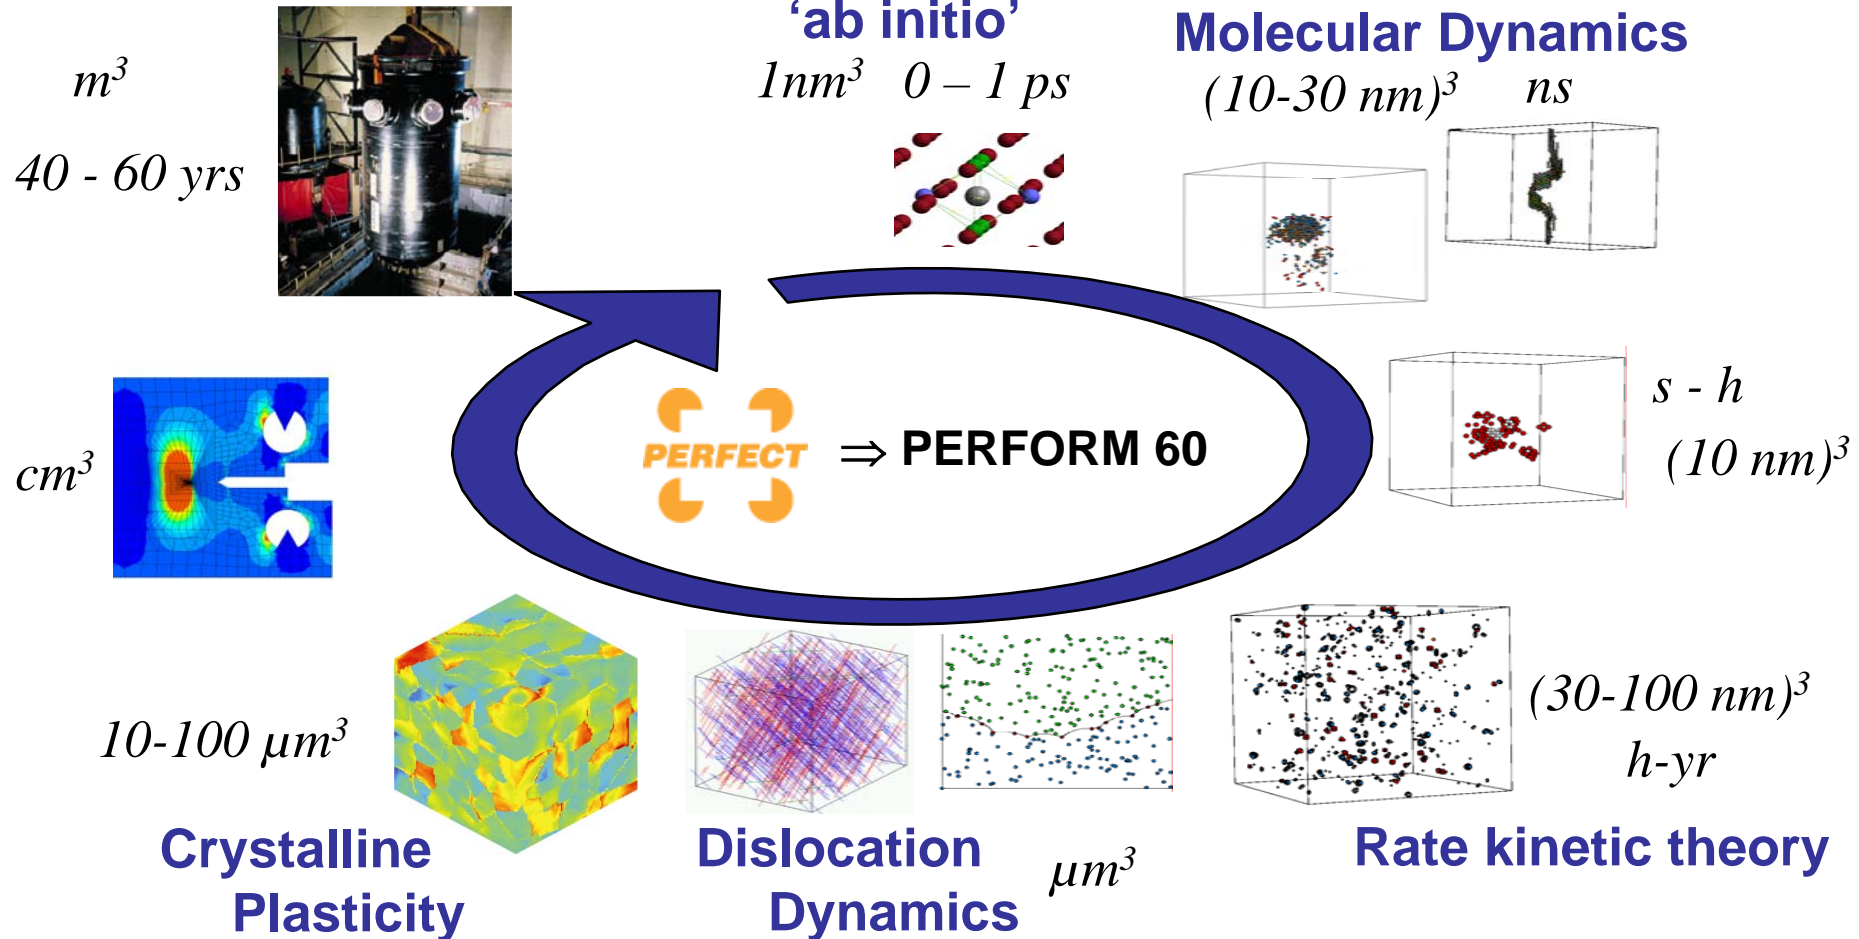 ‘ab initio’
1nm³ 0 – 1 ps
Molecular Dynamics
(10-30 nm)³ ns
m³
40 - 60 yrs
s - h
(10 nm)³
cm³
PERFECT ⇒ PERFORM 60
(30-100 nm)³
h-yr
10-100 µm³
Crystalline
Plasticity
Dislocation
Dynamics
µm³
Rate kinetic theory